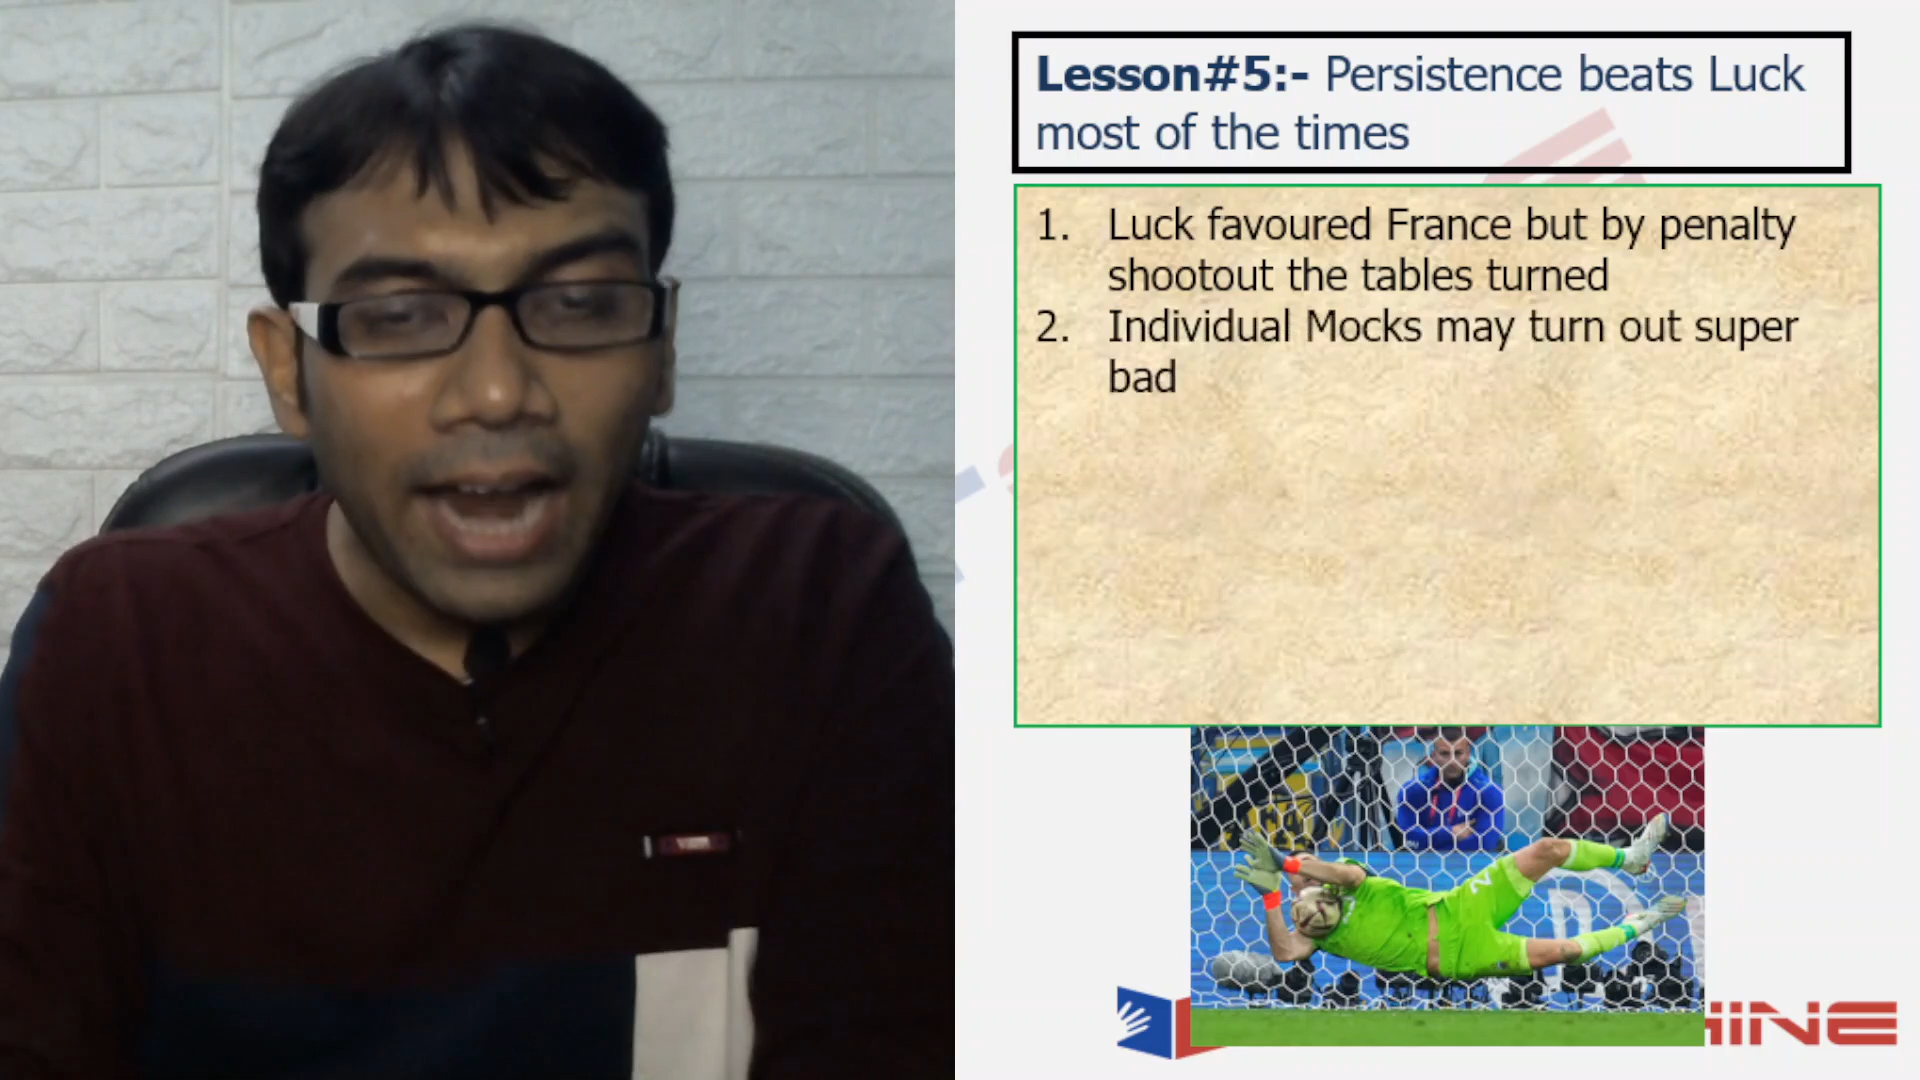 Lesson#5:- Persistence beats Luck
most of the times
1. Luck favoured France but by penalty
shootout the tables turned
2. Individual Mocks may turn out super
bad